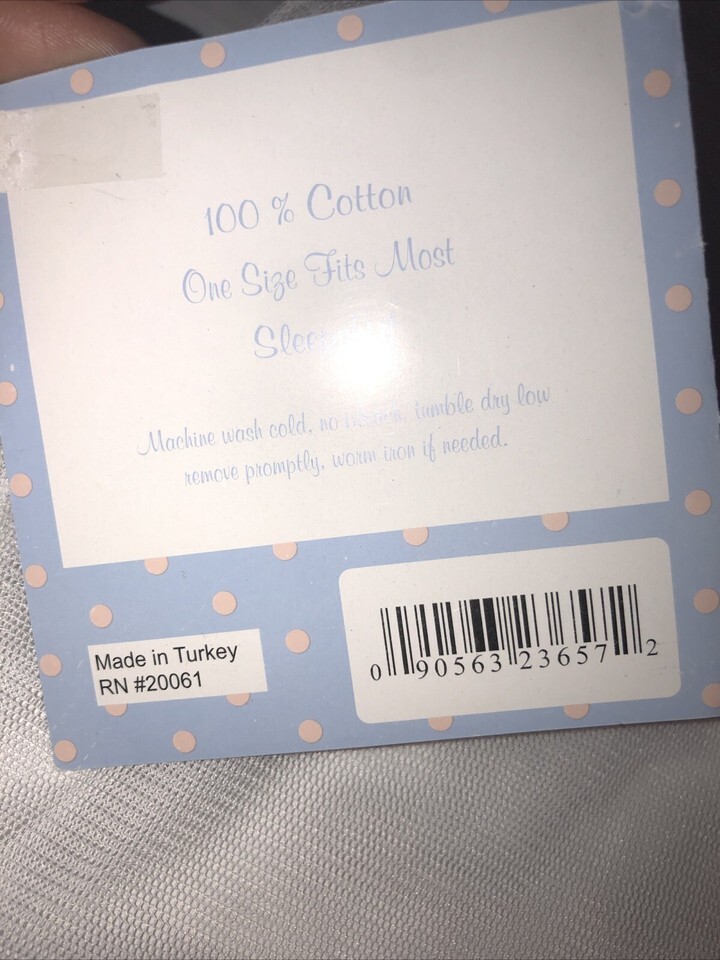 100 % Cotton
One Size Fits Most
Machine wash cold, no tumble dry low
remove promptly, worm iron if needed.
Made in Turkey
RN #20061
0 90563 23657 2